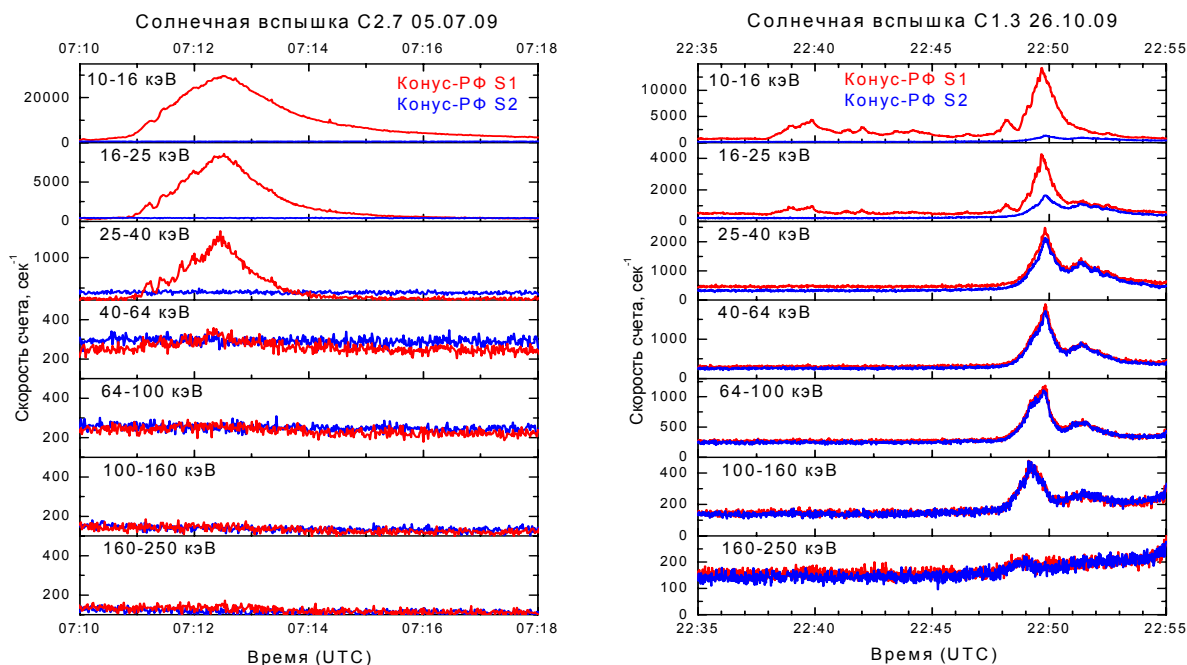 Солнечная вспышка C2.7 05.07.09
07:10 07:12 07:14 07:16 07:18
10-16 кэВ
Конус-РФ S1
Конус-РФ S2
20000
0
16-25 кэВ
5000
0
25-40 кэВ
1000
40-64 кэВ
400
200
64-100 кэВ
400
200
100-160 кэВ
400
200
160-250 кэВ
400
200
07:10 07:12 07:14 07:16 07:18
Скорость счета, сек-1
Время (UTC)
Солнечная вспышка C1.3 26.10.09
22:35 22:40 22:45 22:50 22:55
10-16 кэВ
Конус-РФ S1
Конус-РФ S2
10000
5000
0
16-25 кэВ
4000
2000
0
25-40 кэВ
2000
1000
0
40-64 кэВ
1000
0
64-100 кэВ
1000
500
0
100-160 кэВ
400
200
0
160-250 кэВ
200
100
0
22:35 22:40 22:45 22:50 22:55
Скорость счета, сек-1
Время (UTC)